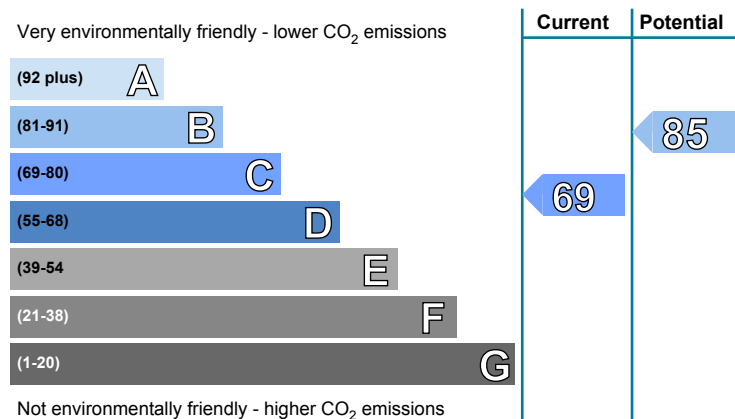 Very environmentally friendly - lower CO₂ emissions
Current
Potential
(92 plus) A
(81-91) B
(69-80) C
(55-68) D
(39-54 E
(21-38) F
(1-20) G
85
69
Not environmentally friendly - higher CO₂ emissions